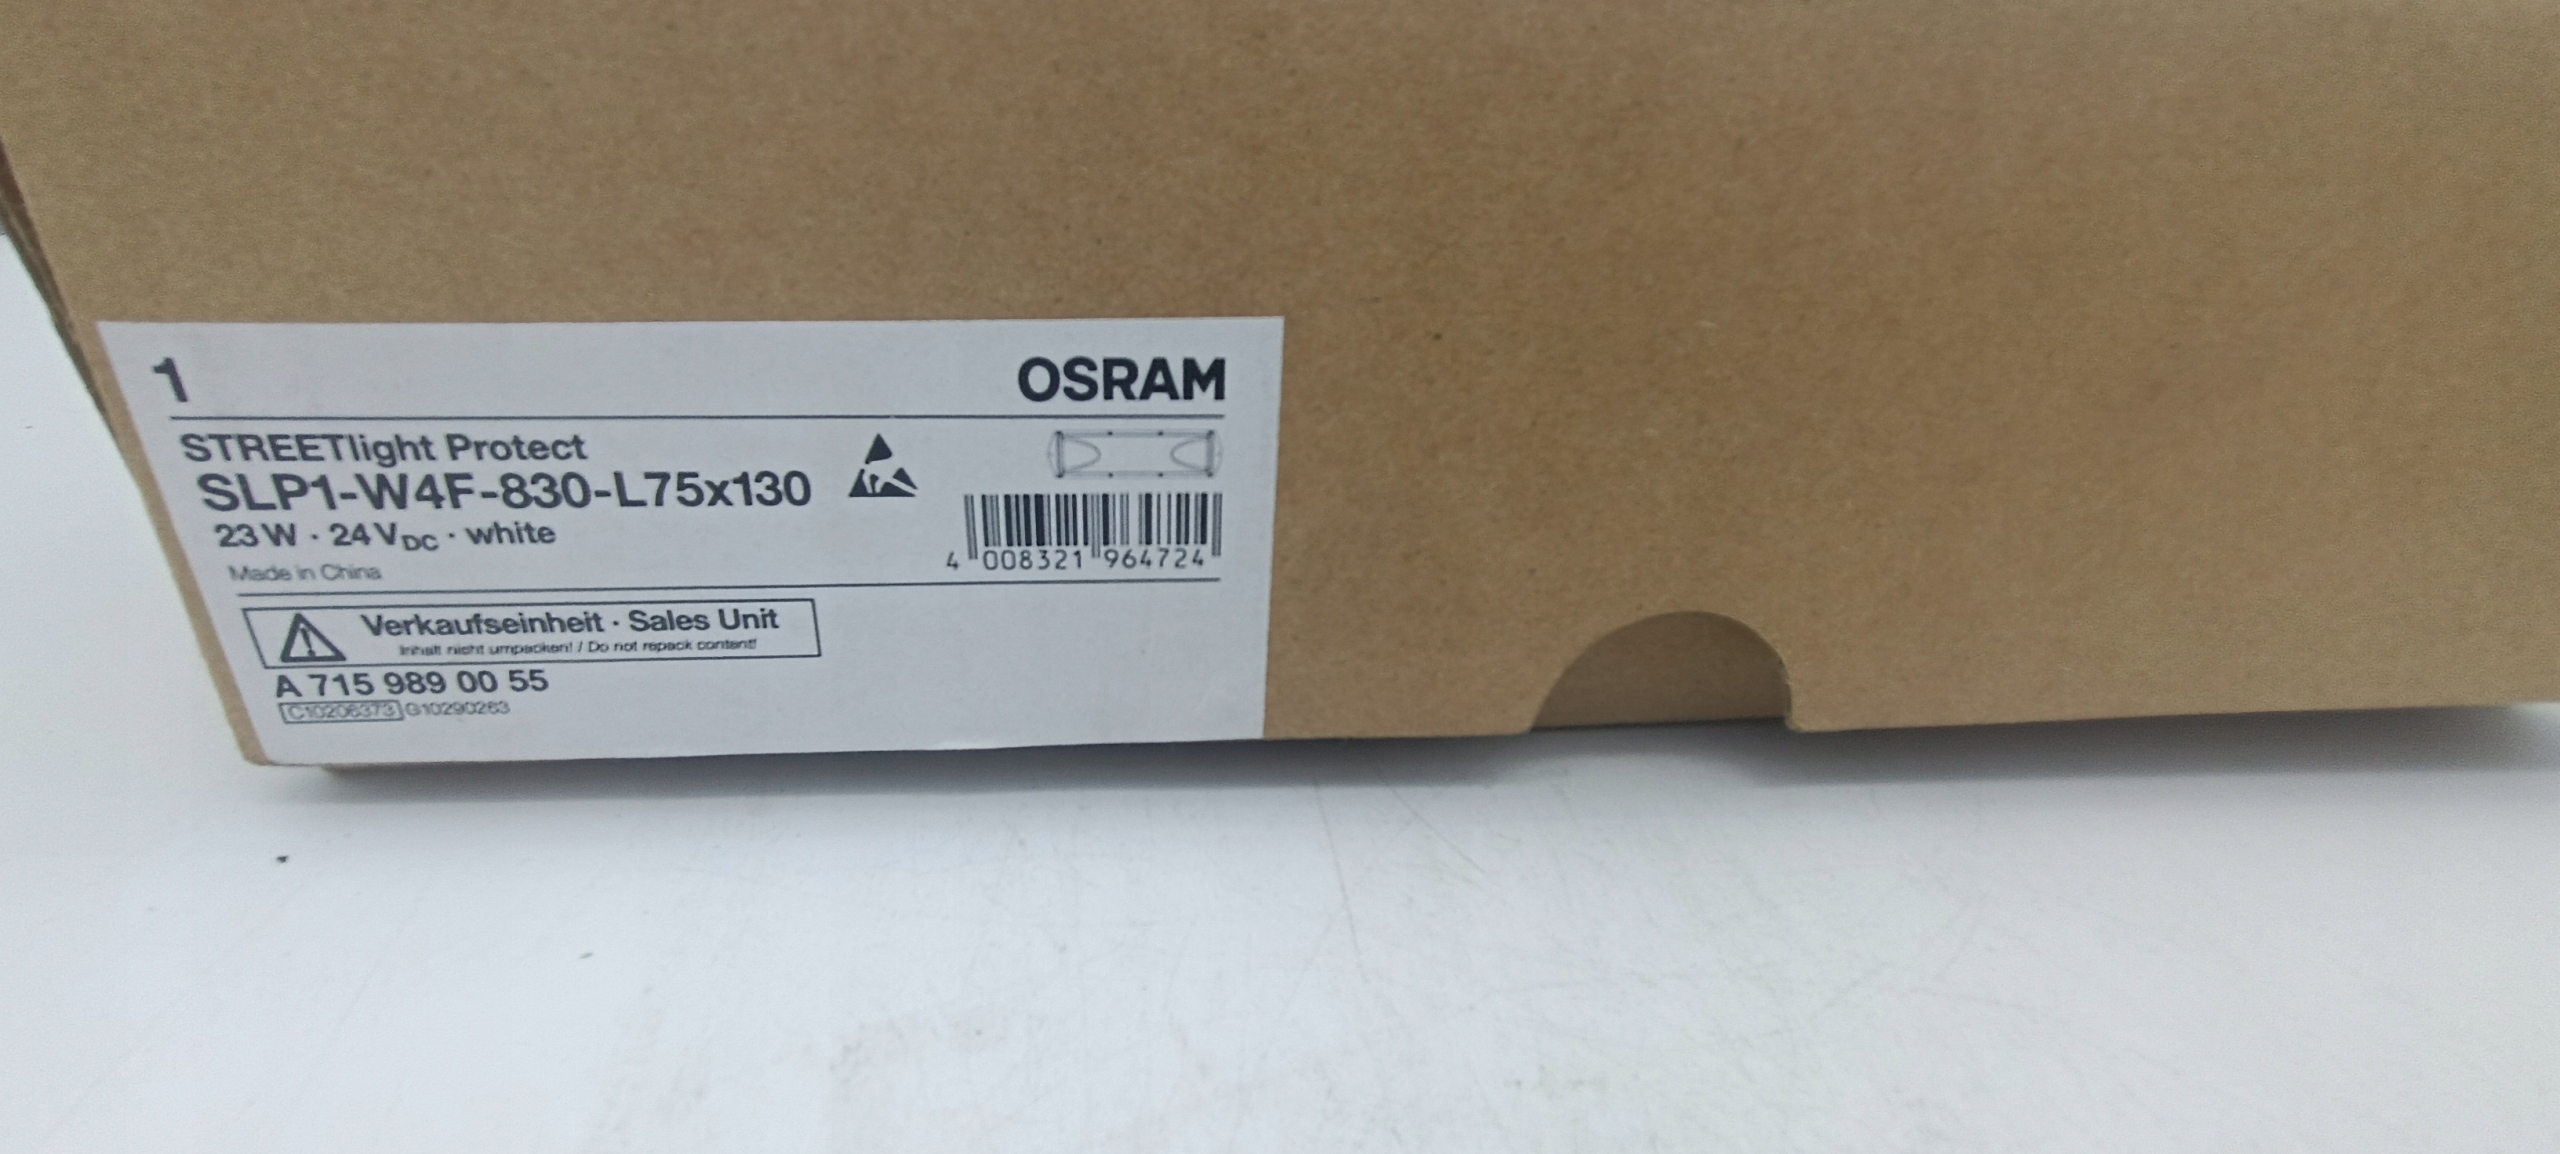 1
OSRAM
STREETlight Protect
SLP1-W4F-830-L75x130
23 W · 24 VDC · white
Made in China
4 008321 964724
Verkaufseinheit · Sales Unit
Inhalt nicht umpacken! / Do not repack content!
A 715 989 00 55
C10206373 G10290263